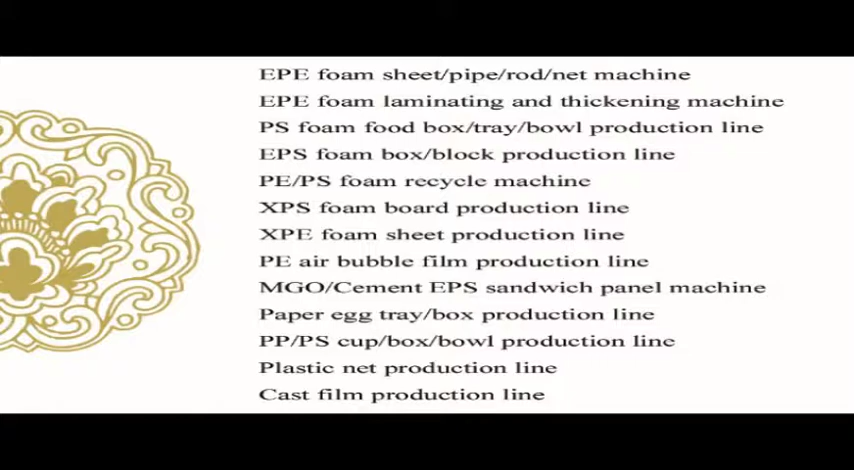 EPE foam sheet/pipe/rod/net machine
EPE foam laminating and thickening machine
PS foam food box/tray/bowl production line
EPS foam box/block production line
PE/PS foam recycle machine
XPS foam board production line
XPE foam sheet production line
PE air bubble film production line
MGO/Cement EPS sandwich panel machine
Paper egg tray/box production line
PP/PS cup/box/bowl production line
Plastic net production line
Cast film production line